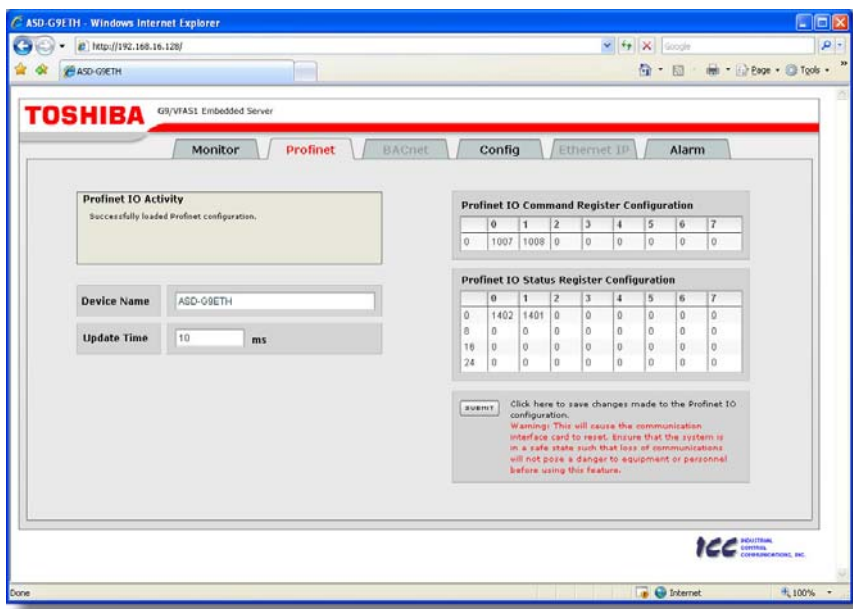 ASD-G9ETH - Windows Internet Explorer
http://192.168.16.128/
Google
ASD-G9ETH
Page Tools
TOSHIBA G9/VFAS1 Embedded Server
Monitor Profinet BACnet Config Ethernet IP Alarm
Profinet IO Activity
Successfully loaded Profinet configuration.
Device Name ASD-G9ETH
Update Time 10 ms
Profinet IO Command Register Configuration
0 1 2 3 4 5 6 7
0 1007 1008 0 0 0 0 0 0
Profinet IO Status Register Configuration
0 1 2 3 4 5 6 7
0 1402 1401 0 0 0 0 0 0
8 0 0 0 0 0 0 0 0
16 0 0 0 0 0 0 0 0
24 0 0 0 0 0 0 0 0
SUBMIT
Click here to save changes made to the Profinet IO
configuration.
Warning: This will cause the communication
interface card to reset. Ensure that the system is
in a safe state such that loss of communications
will not pose a danger to equipment or personnel
before using this feature.
ICC INDUSTRIAL
CONTROL
COMMUNICATIONS, INC.
Done Internet 100%